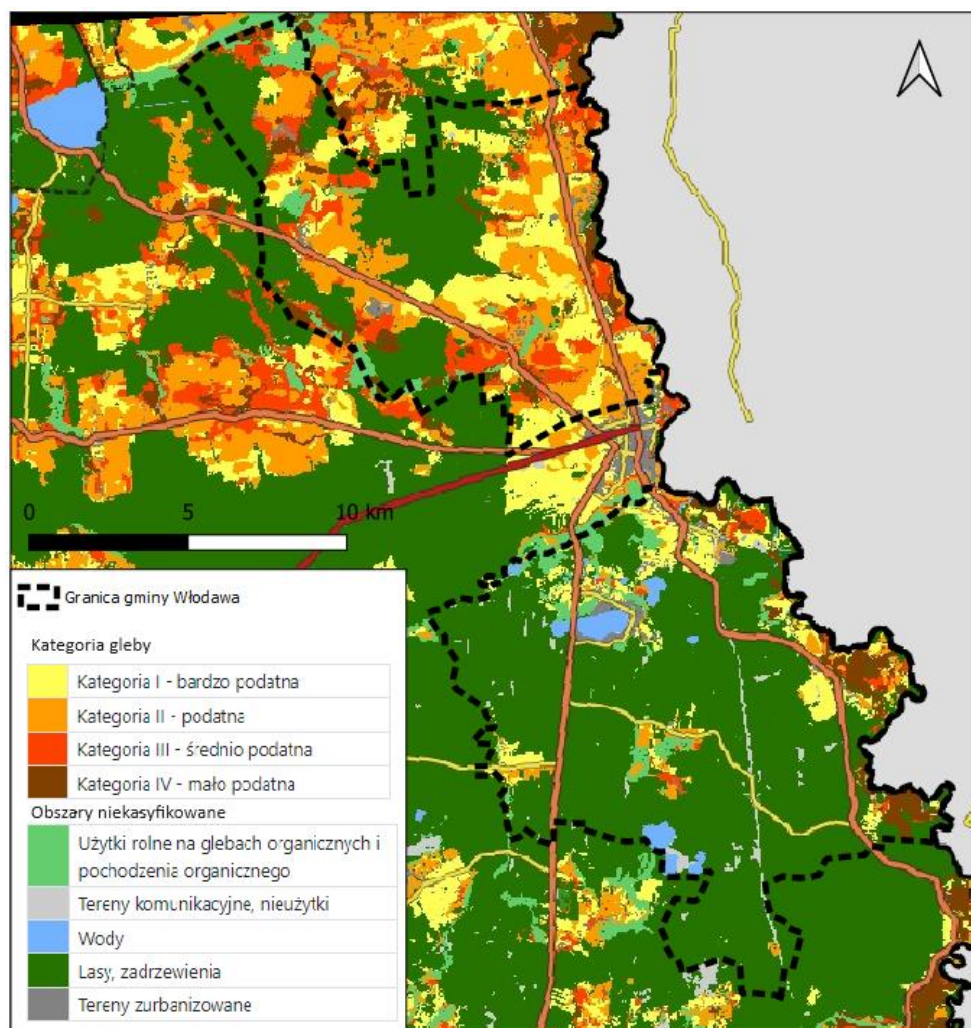 0 5 10 km
Granica gminy Włodawa
Kategoria gleby
Kategoria I - bardzo podatna
Kategoria II - podatna
Kategoria III - średnio podatna
Kategoria IV - mało podatna
Obszary niekasyfikowane
Użytki rolne na glebach organicznych i
pochodzenia organicznego
Tereny komunikacyjne, nieużytki
Wody
Lasy, zadrzewienia
Tereny zurbanizowane